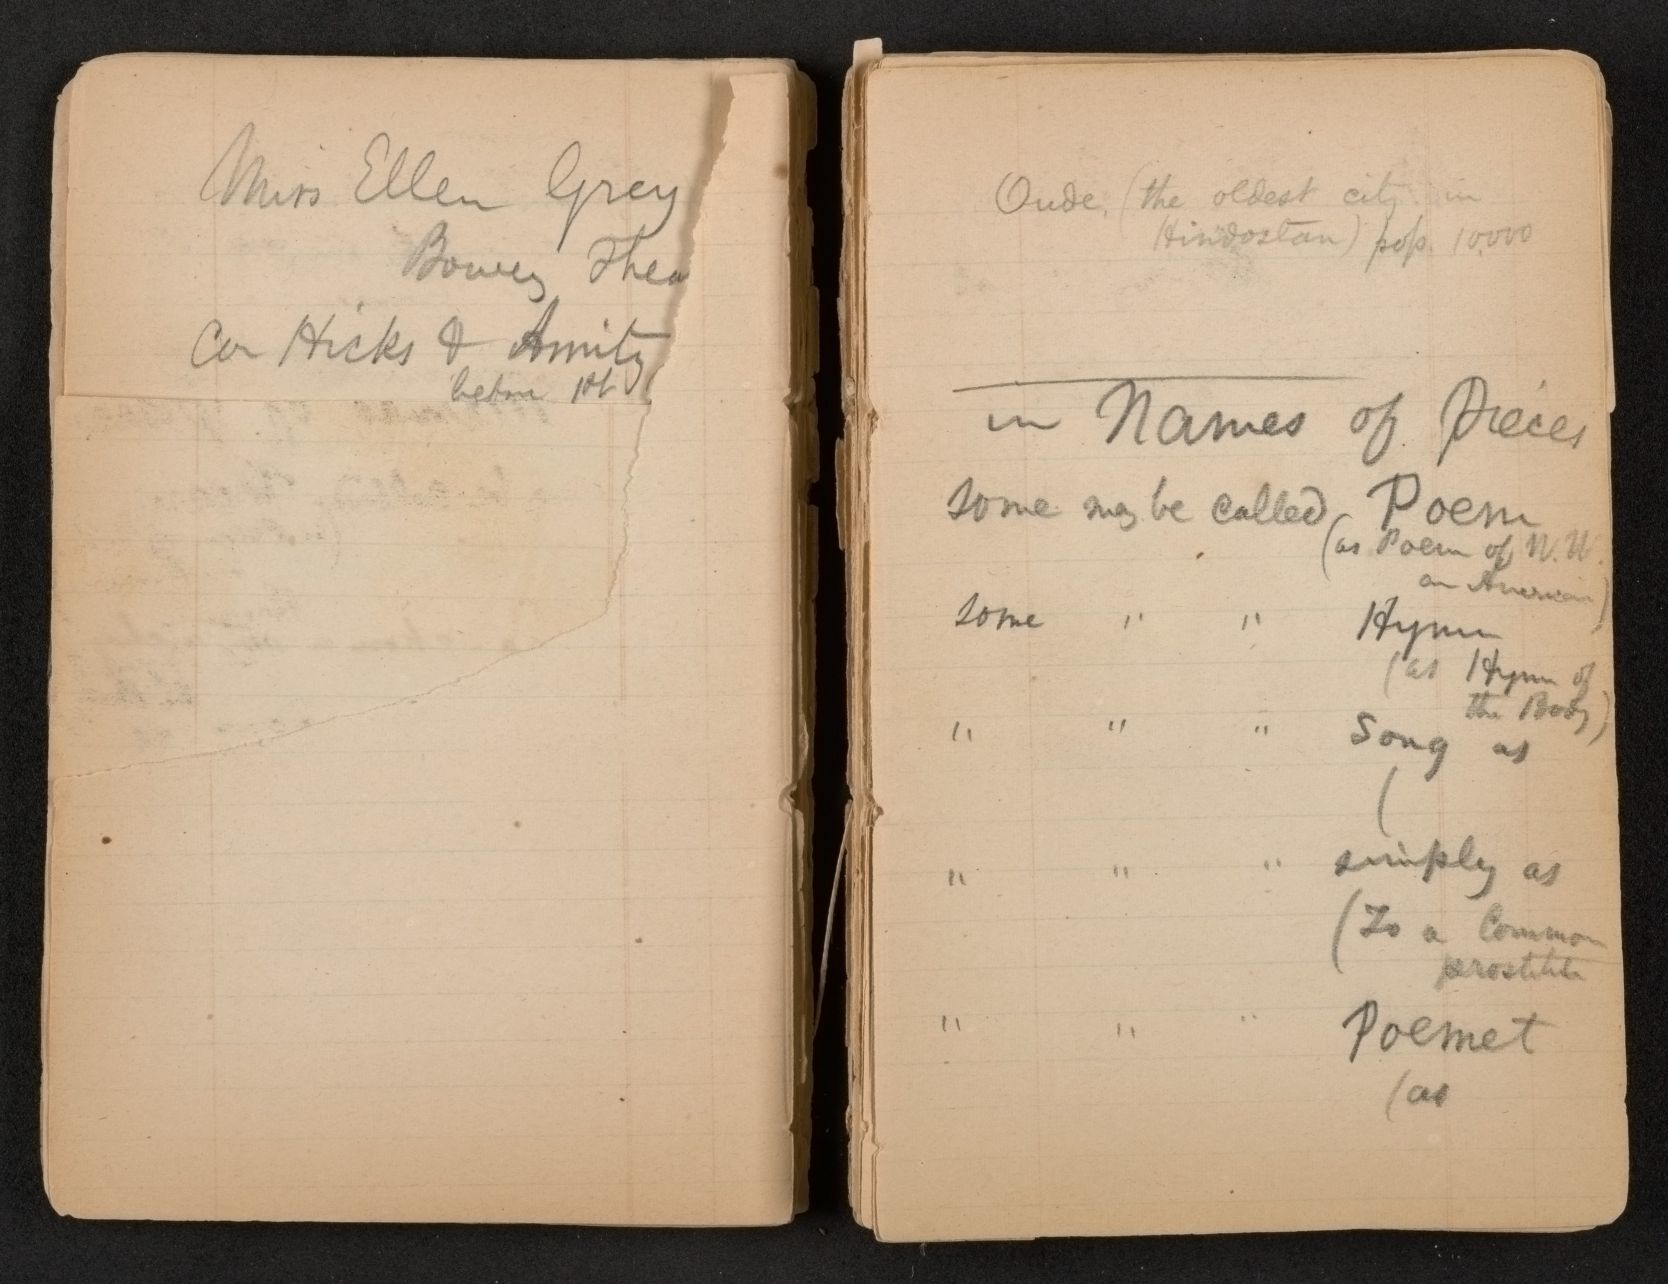 Miss Ellen Grey
Bowery Thea
Cor Hicks & Amity
before 1st
Oude, (the oldest city in
Hindostan) pop. 10000
in Names of Pieces
Some may be called Poem
(as Poem of W. W.
an American)
Some " " Hymn
(as Hymn of
the Body)
" " " Song as
(
" " " simply as
(To a Common
prostitute
" " " Poemet
(as